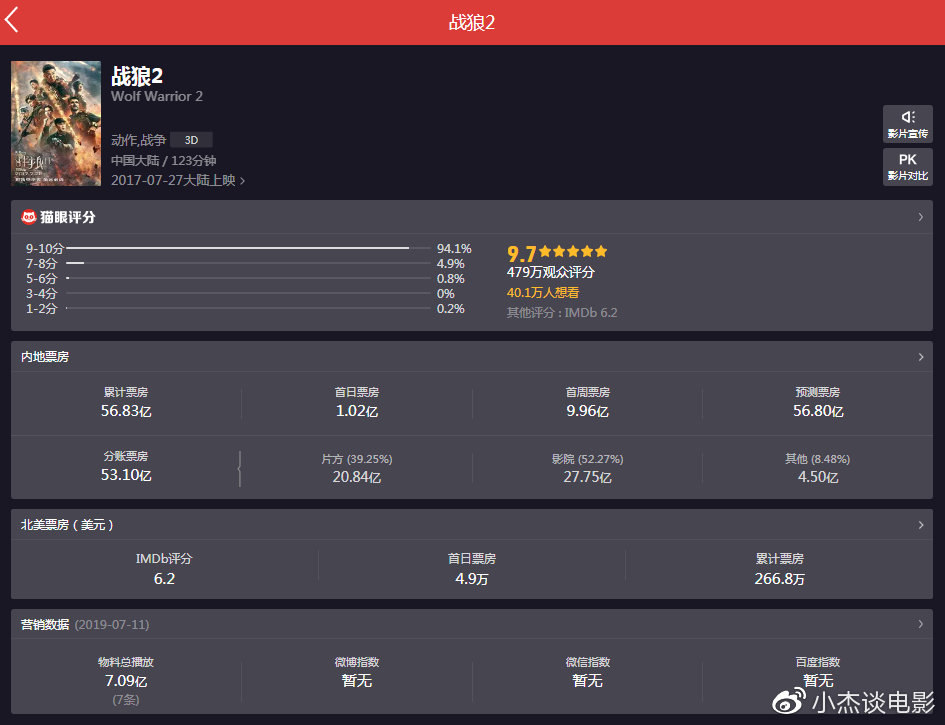 战狼2
战狼2
Wolf Warrior 2
动作,战争 3D
中国大陆 / 123分钟
2017-07-27大陆上映
影片宣传
PK
影片对比
猫眼评分
9-10分 94.1%
7-8分 4.9%
5-6分 0.8%
3-4分 0%
1-2分 0.2%
9.7
479万观众评分
40.1万人想看
其他评分 : IMDb 6.2
内地票房
累计票房 首日票房 首周票房 预测票房
56.83亿 1.02亿 9.96亿 56.80亿
分账票房 片方 (39.25%) 影院 (52.27%) 其他 (8.48%)
53.10亿 20.84亿 27.75亿 4.50亿
北美票房 ( 美元 )
IMDb评分 首日票房 累计票房
6.2 4.9万 266.8万
营销数据 (2019-07-11)
物料总播放 微博指数 微信指数 百度指数
7.09亿 暂无 暂无 暂无
(7条)
小杰谈电影